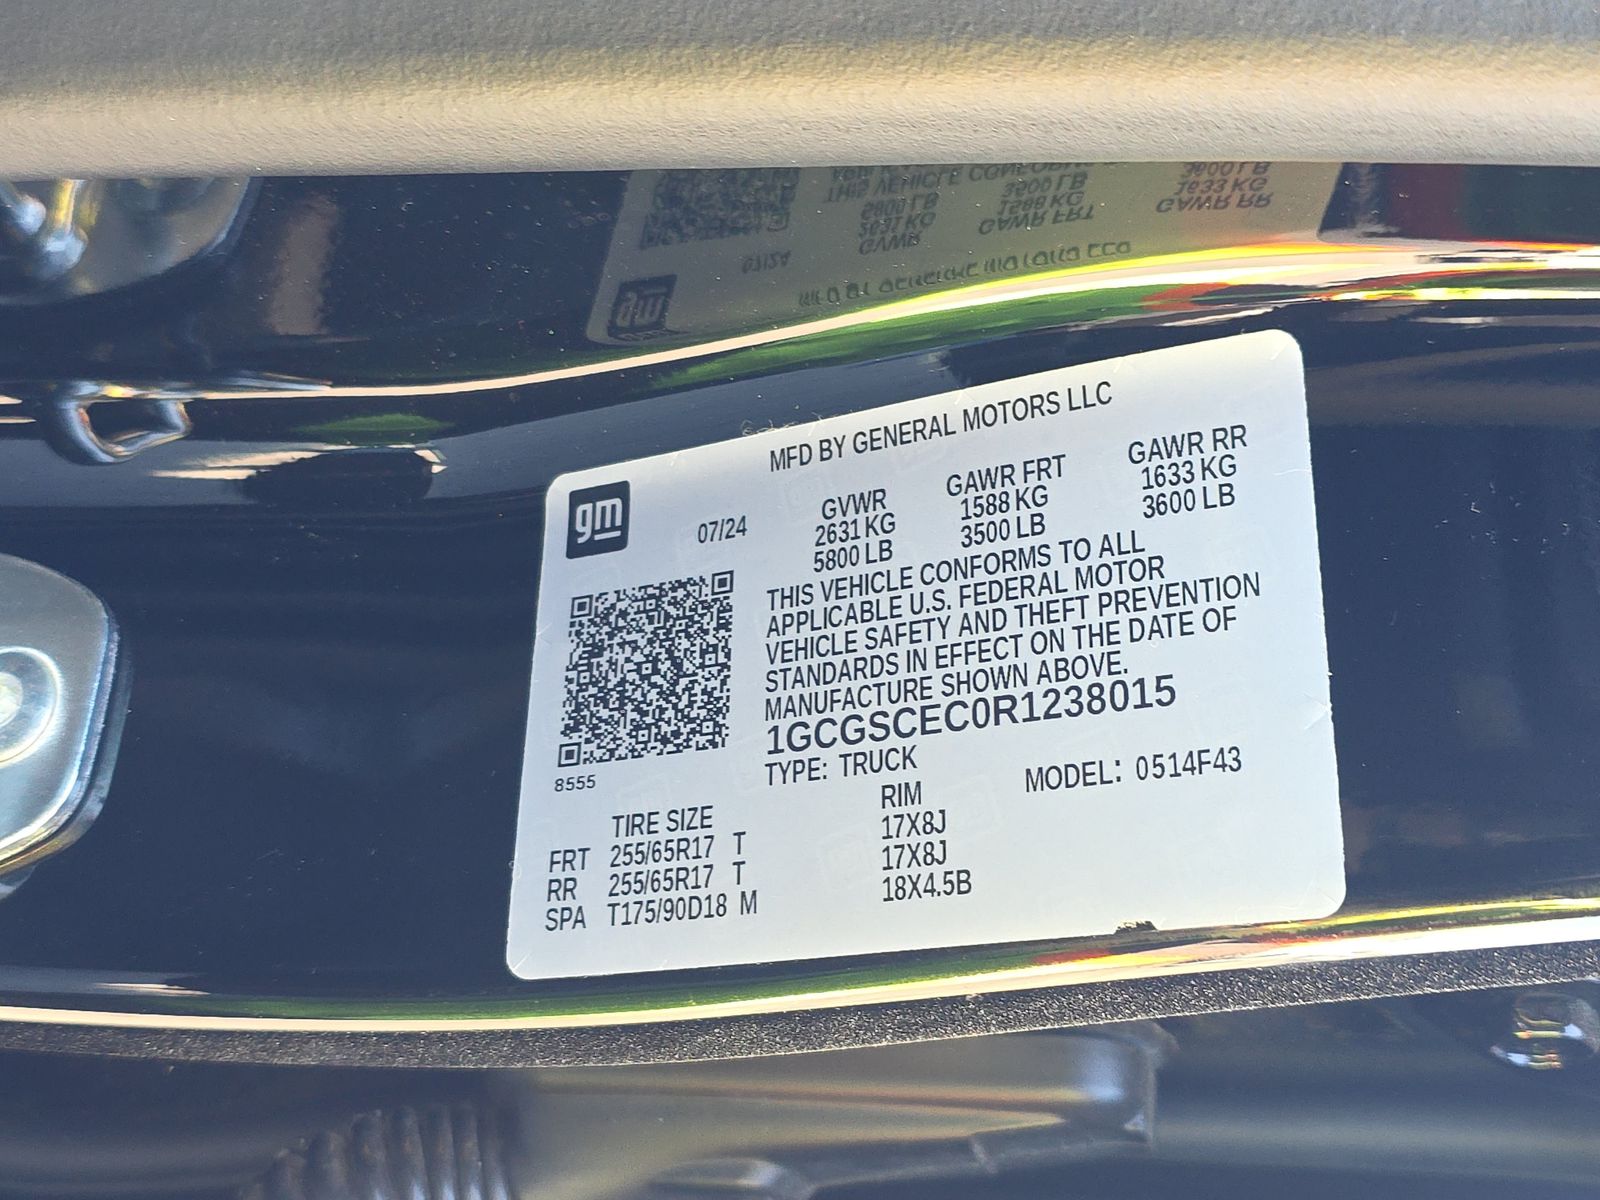 MFD BY GENERAL MOTORS LLC
gm
07/24
GVWR GAWR FRT GAWR RR
2631 KG 1588 KG 1633 KG
5800 LB 3500 LB 3600 LB
THIS VEHICLE CONFORMS TO ALL
APPLICABLE U.S. FEDERAL MOTOR
VEHICLE SAFETY AND THEFT PREVENTION
STANDARDS IN EFFECT ON THE DATE OF
MANUFACTURE SHOWN ABOVE.
1GCGSCEC0R1238015
8555
TYPE: TRUCK MODEL: 0514F43
TIRE SIZE RIM
FRT 255/65R17 T 17X8J
RR 255/65R17 T 17X8J
SPA T175/90D18 M 18X4.5B